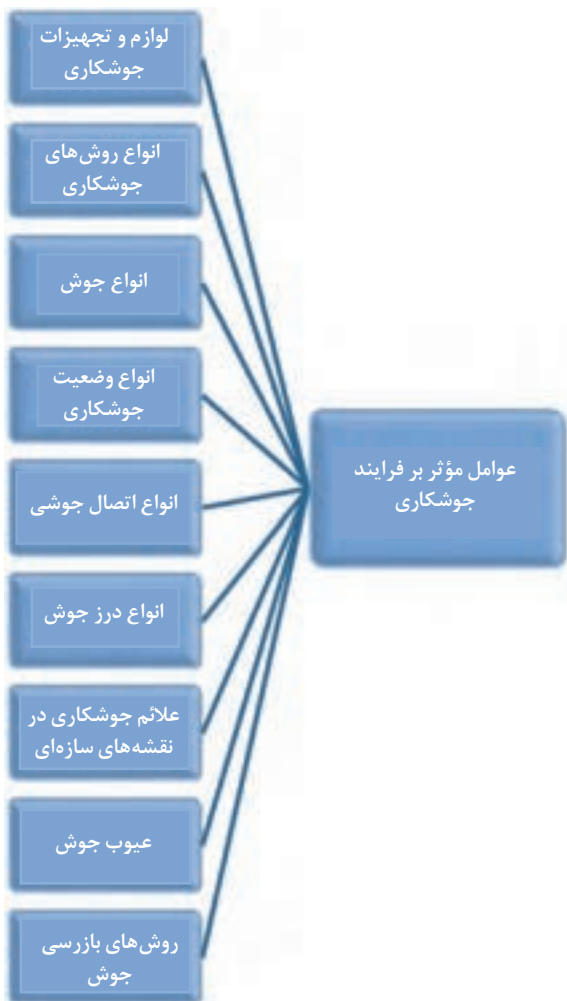 عوامل مؤثر بر فرایند
جوشکاری
لوازم و تجهیزات
جوشکاری
انواع روش‌های
جوشکاری
انواع جوش
انواع وضعیت
جوشکاری
انواع اتصال جوشی
انواع درز جوش
علائم جوشکاری در
نقشه‌های سازه‌ای
عیوب جوش
روش‌های بازرسی
جوش